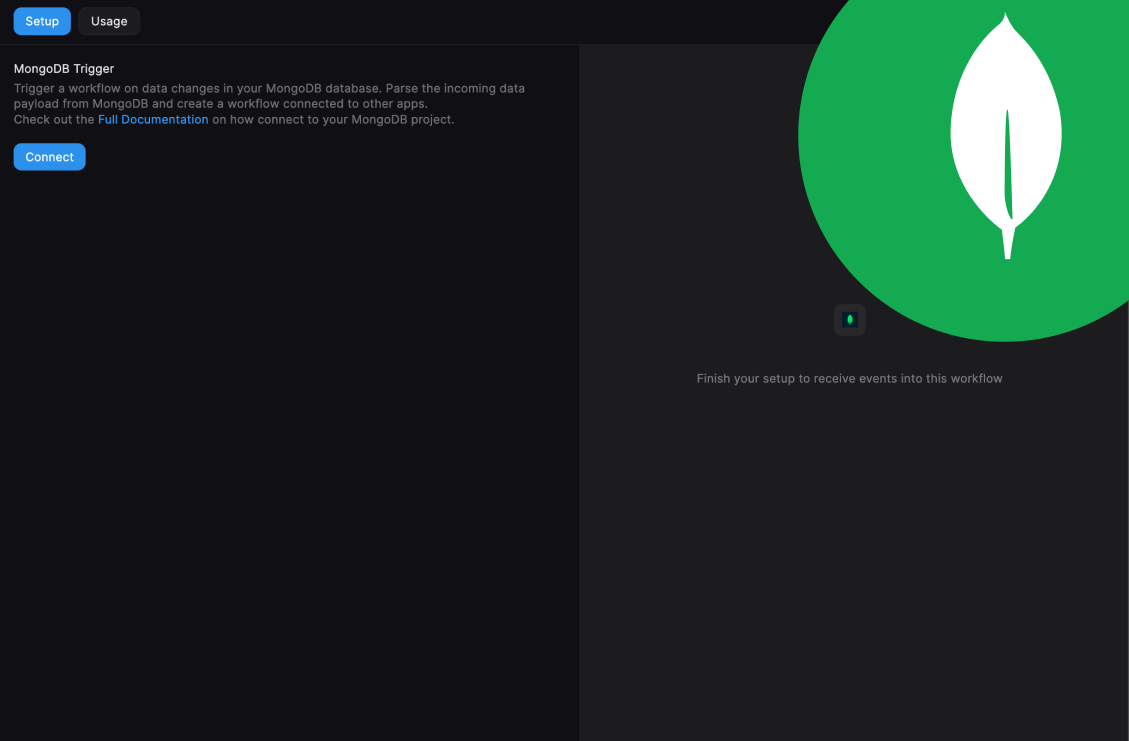 Setup
Usage
MongoDB Trigger
Trigger a workflow on data changes in your MongoDB database. Parse the incoming data
payload from MongoDB and create a workflow connected to other apps.
Check out the Full Documentation on how connect to your MongoDB project.
Connect
Finish your setup to receive events into this workflow